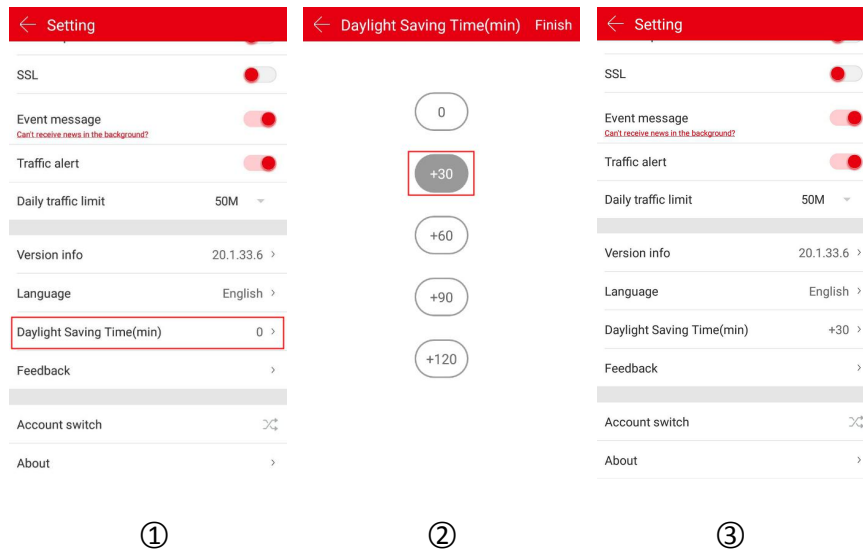 Setting
SSL
Event message
Can't receive news in the background?
Traffic alert
Daily traffic limit 50M
Version info 20.1.33.6
Language English
Daylight Saving Time(min) 0
Feedback
Account switch
About
①
Daylight Saving Time(min) Finish
0
+30
+60
+90
+120
②
Setting
SSL
Event message
Can't receive news in the background?
Traffic alert
Daily traffic limit 50M
Version info 20.1.33.6
Language English
Daylight Saving Time(min) +30
Feedback
Account switch
About
③